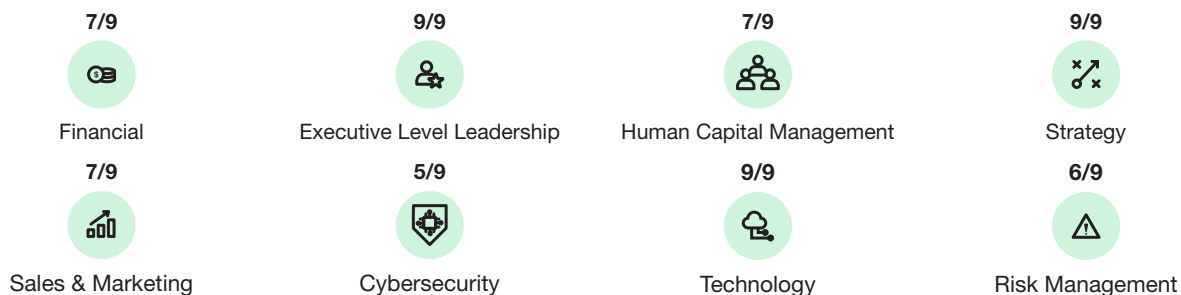 7/9 9/9 7/9 9/9
Financial Executive Level Leadership Human Capital Management Strategy
7/9 5/9 9/9 6/9
Sales & Marketing Cybersecurity Technology Risk Management